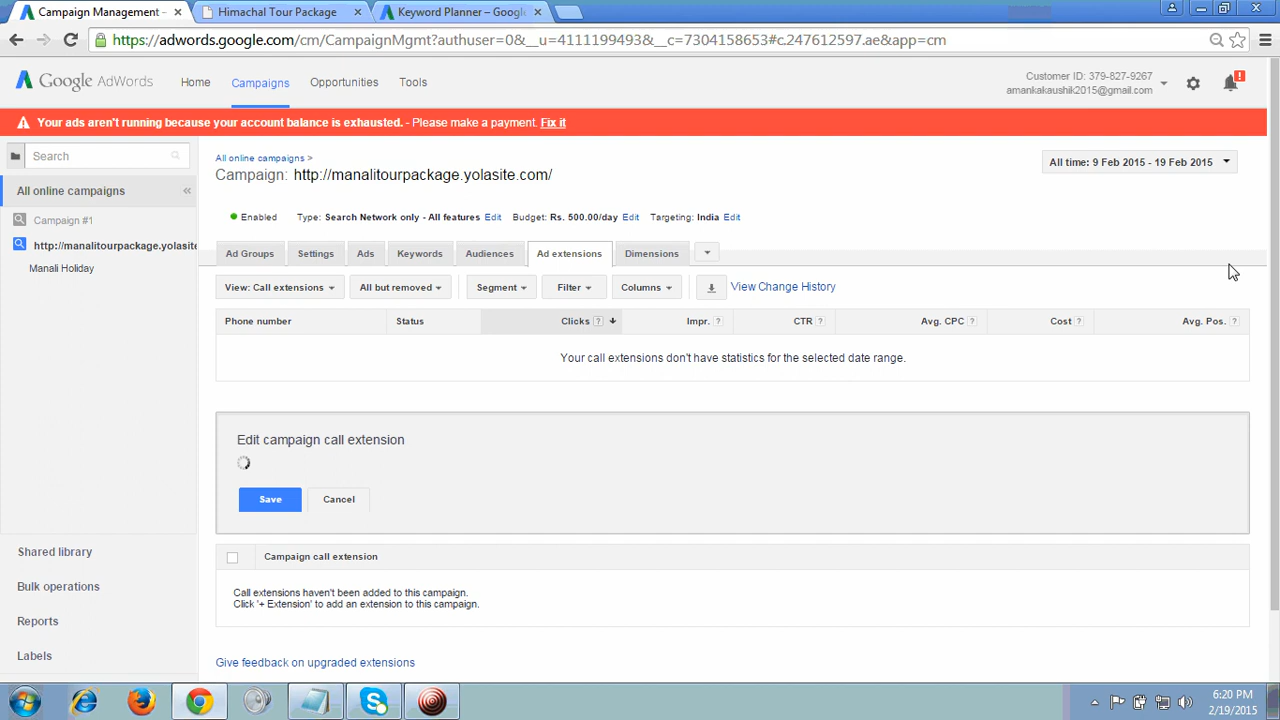 Campaign Management -
Himachal Tour Package
Keyword Planner – Googl
https://adwords.google.com/cm/CampaignMgmt?authuser=0&__u=4111199493&__c=7304158653#c.247612597.ae&app=cm
Google AdWords
Home
Campaigns
Opportunities
Tools
Customer ID: 379-827-9267
amankakaushik2015@gmail.com
Your ads aren't running because your account balance is exhausted. - Please make a payment. Fix it
Search
All online campaigns
Campaign #1
http://manalitourpackage.yolasite
Manali Holiday
Shared library
Bulk operations
Reports
Labels
All online campaigns >
Campaign: http://manalitourpackage.yolasite.com/
All time: 9 Feb 2015 - 19 Feb 2015
Enabled Type: Search Network only - All features Edit Budget: Rs. 500.00/day Edit Targeting: India Edit
Ad Groups Settings Ads Keywords Audiences Ad extensions Dimensions
View: Call extensions All but removed Segment Filter Columns View Change History
Phone number Status Clicks ? Impr. ? CTR ? Avg. CPC ? Cost ? Avg. Pos. ?
Your call extensions don't have statistics for the selected date range.
Edit campaign call extension
Save Cancel
Campaign call extension
Call extensions haven't been added to this campaign.
Click '+ Extension' to add an extension to this campaign.
Give feedback on upgraded extensions
6:20 PM
2/19/2015